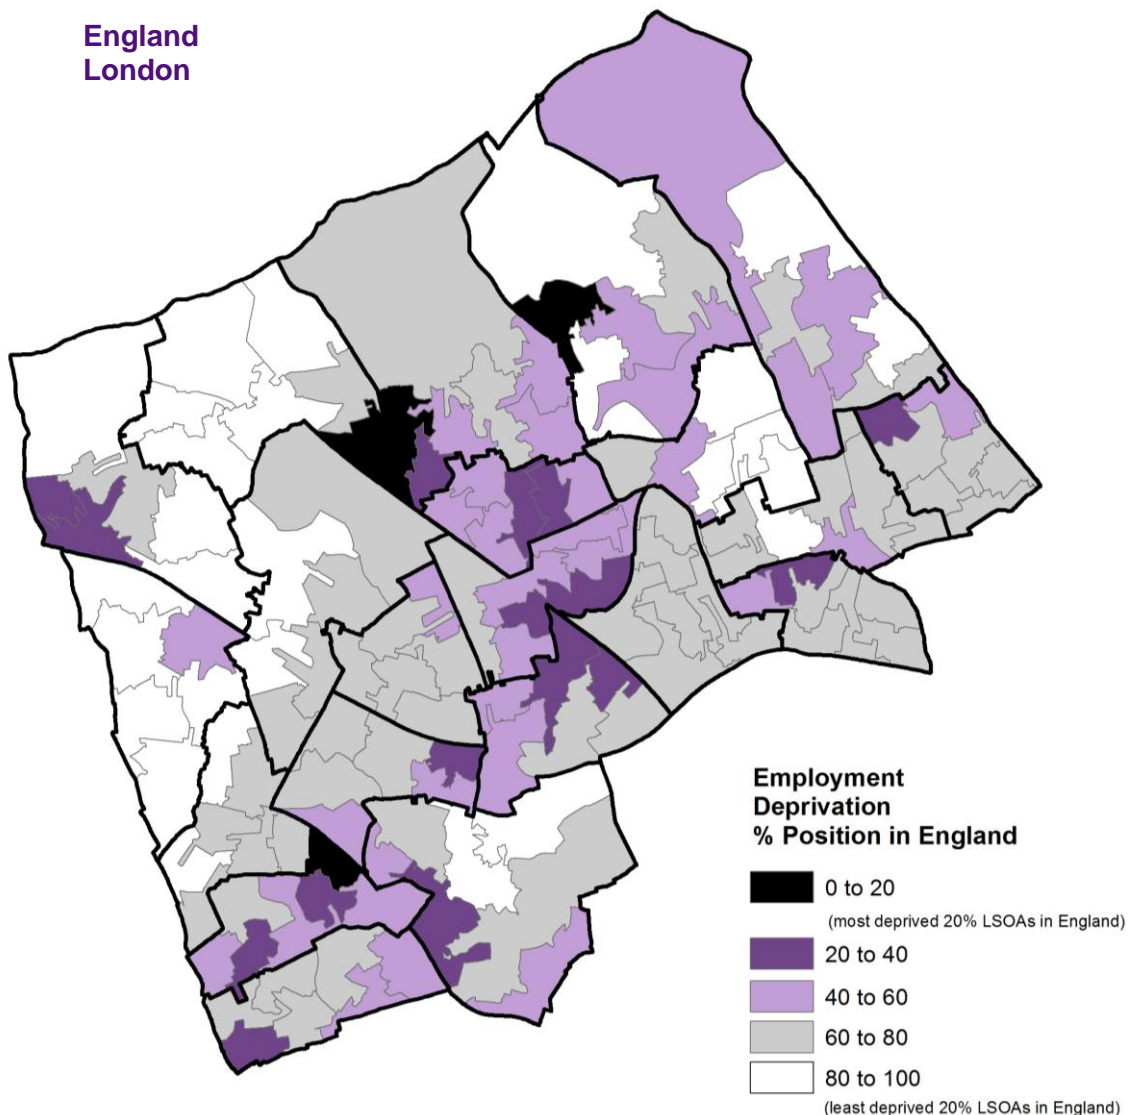 England
London
Employment
Deprivation
% Position in England
0 to 20
(most deprived 20% LSOAs in England)
20 to 40
40 to 60
60 to 80
80 to 100
(least deprived 20% LSOAs in England)